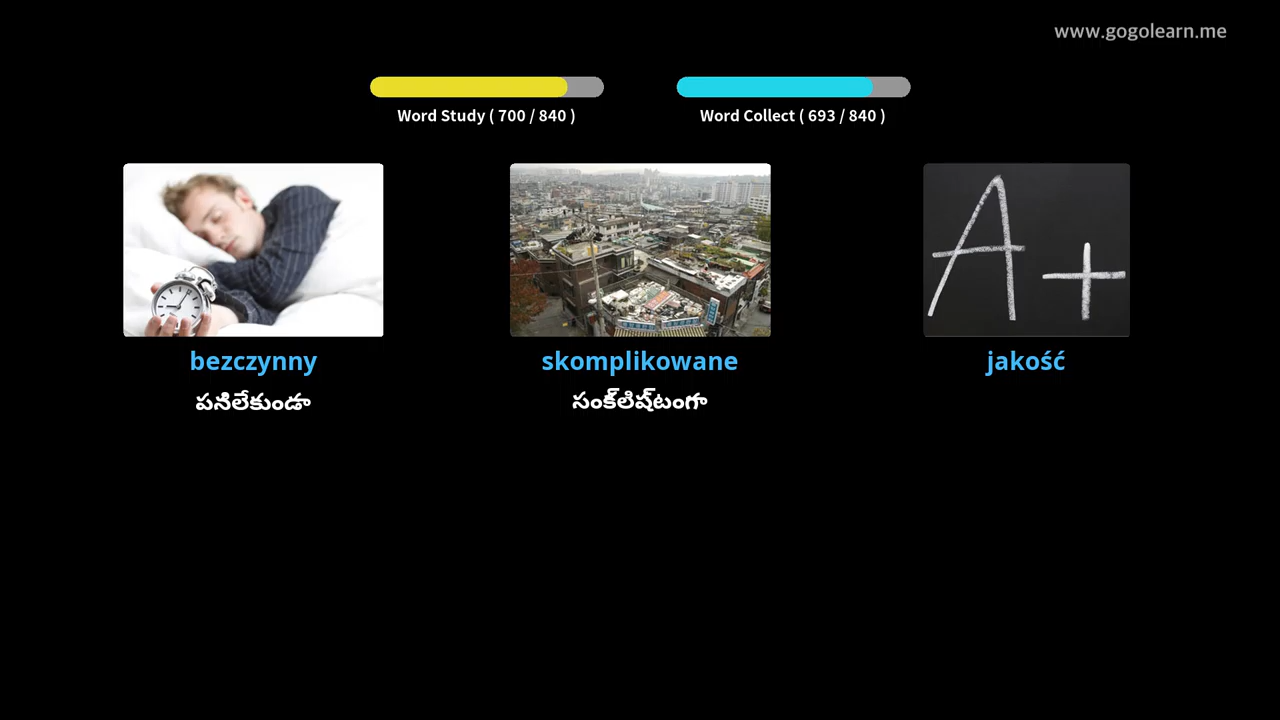 www.gogolearn.me
Word Study ( 700 / 840 )
Word Collect ( 693 / 840 )
A+
bezczynny
skomplikowane
jakość
పనిలేకుండా
సంక్‌లిష్‌టంగా